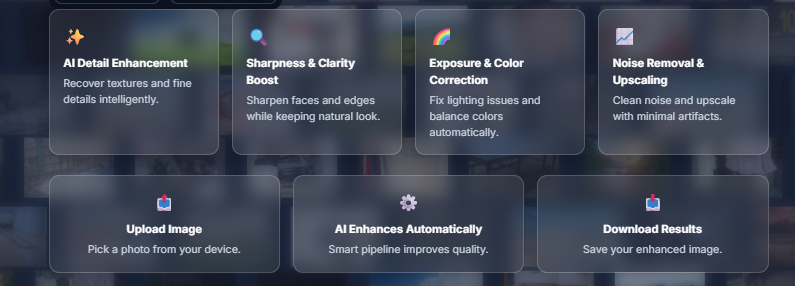 AI Detail Enhancement
Recover textures and fine
details intelligently.
Sharpness & Clarity
Boost
Sharpen faces and edges
while keeping natural look.
Exposure & Color
Correction
Fix lighting issues and
balance colors
automatically.
Noise Removal &
Upscaling
Clean noise and upscale
with minimal artifacts.
Upload Image
Pick a photo from your device.
AI Enhances Automatically
Smart pipeline improves quality.
Download Results
Save your enhanced image.